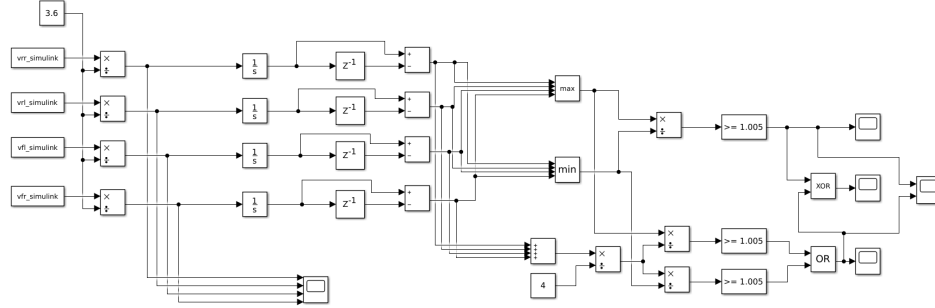 3.6
vrr_simulink
× ÷
1/s
Z-1
+ −
vrl_simulink
× ÷
1/s
Z-1
+ −
max
vfl_simulink
× ÷
1/s
Z-1
+ −
× ÷
>= 1.005
min
vfr_simulink
× ÷
1/s
Z-1
+ −
XOR
+ + + +
× ÷
× ÷
>= 1.005
OR
4
× ÷
>= 1.005